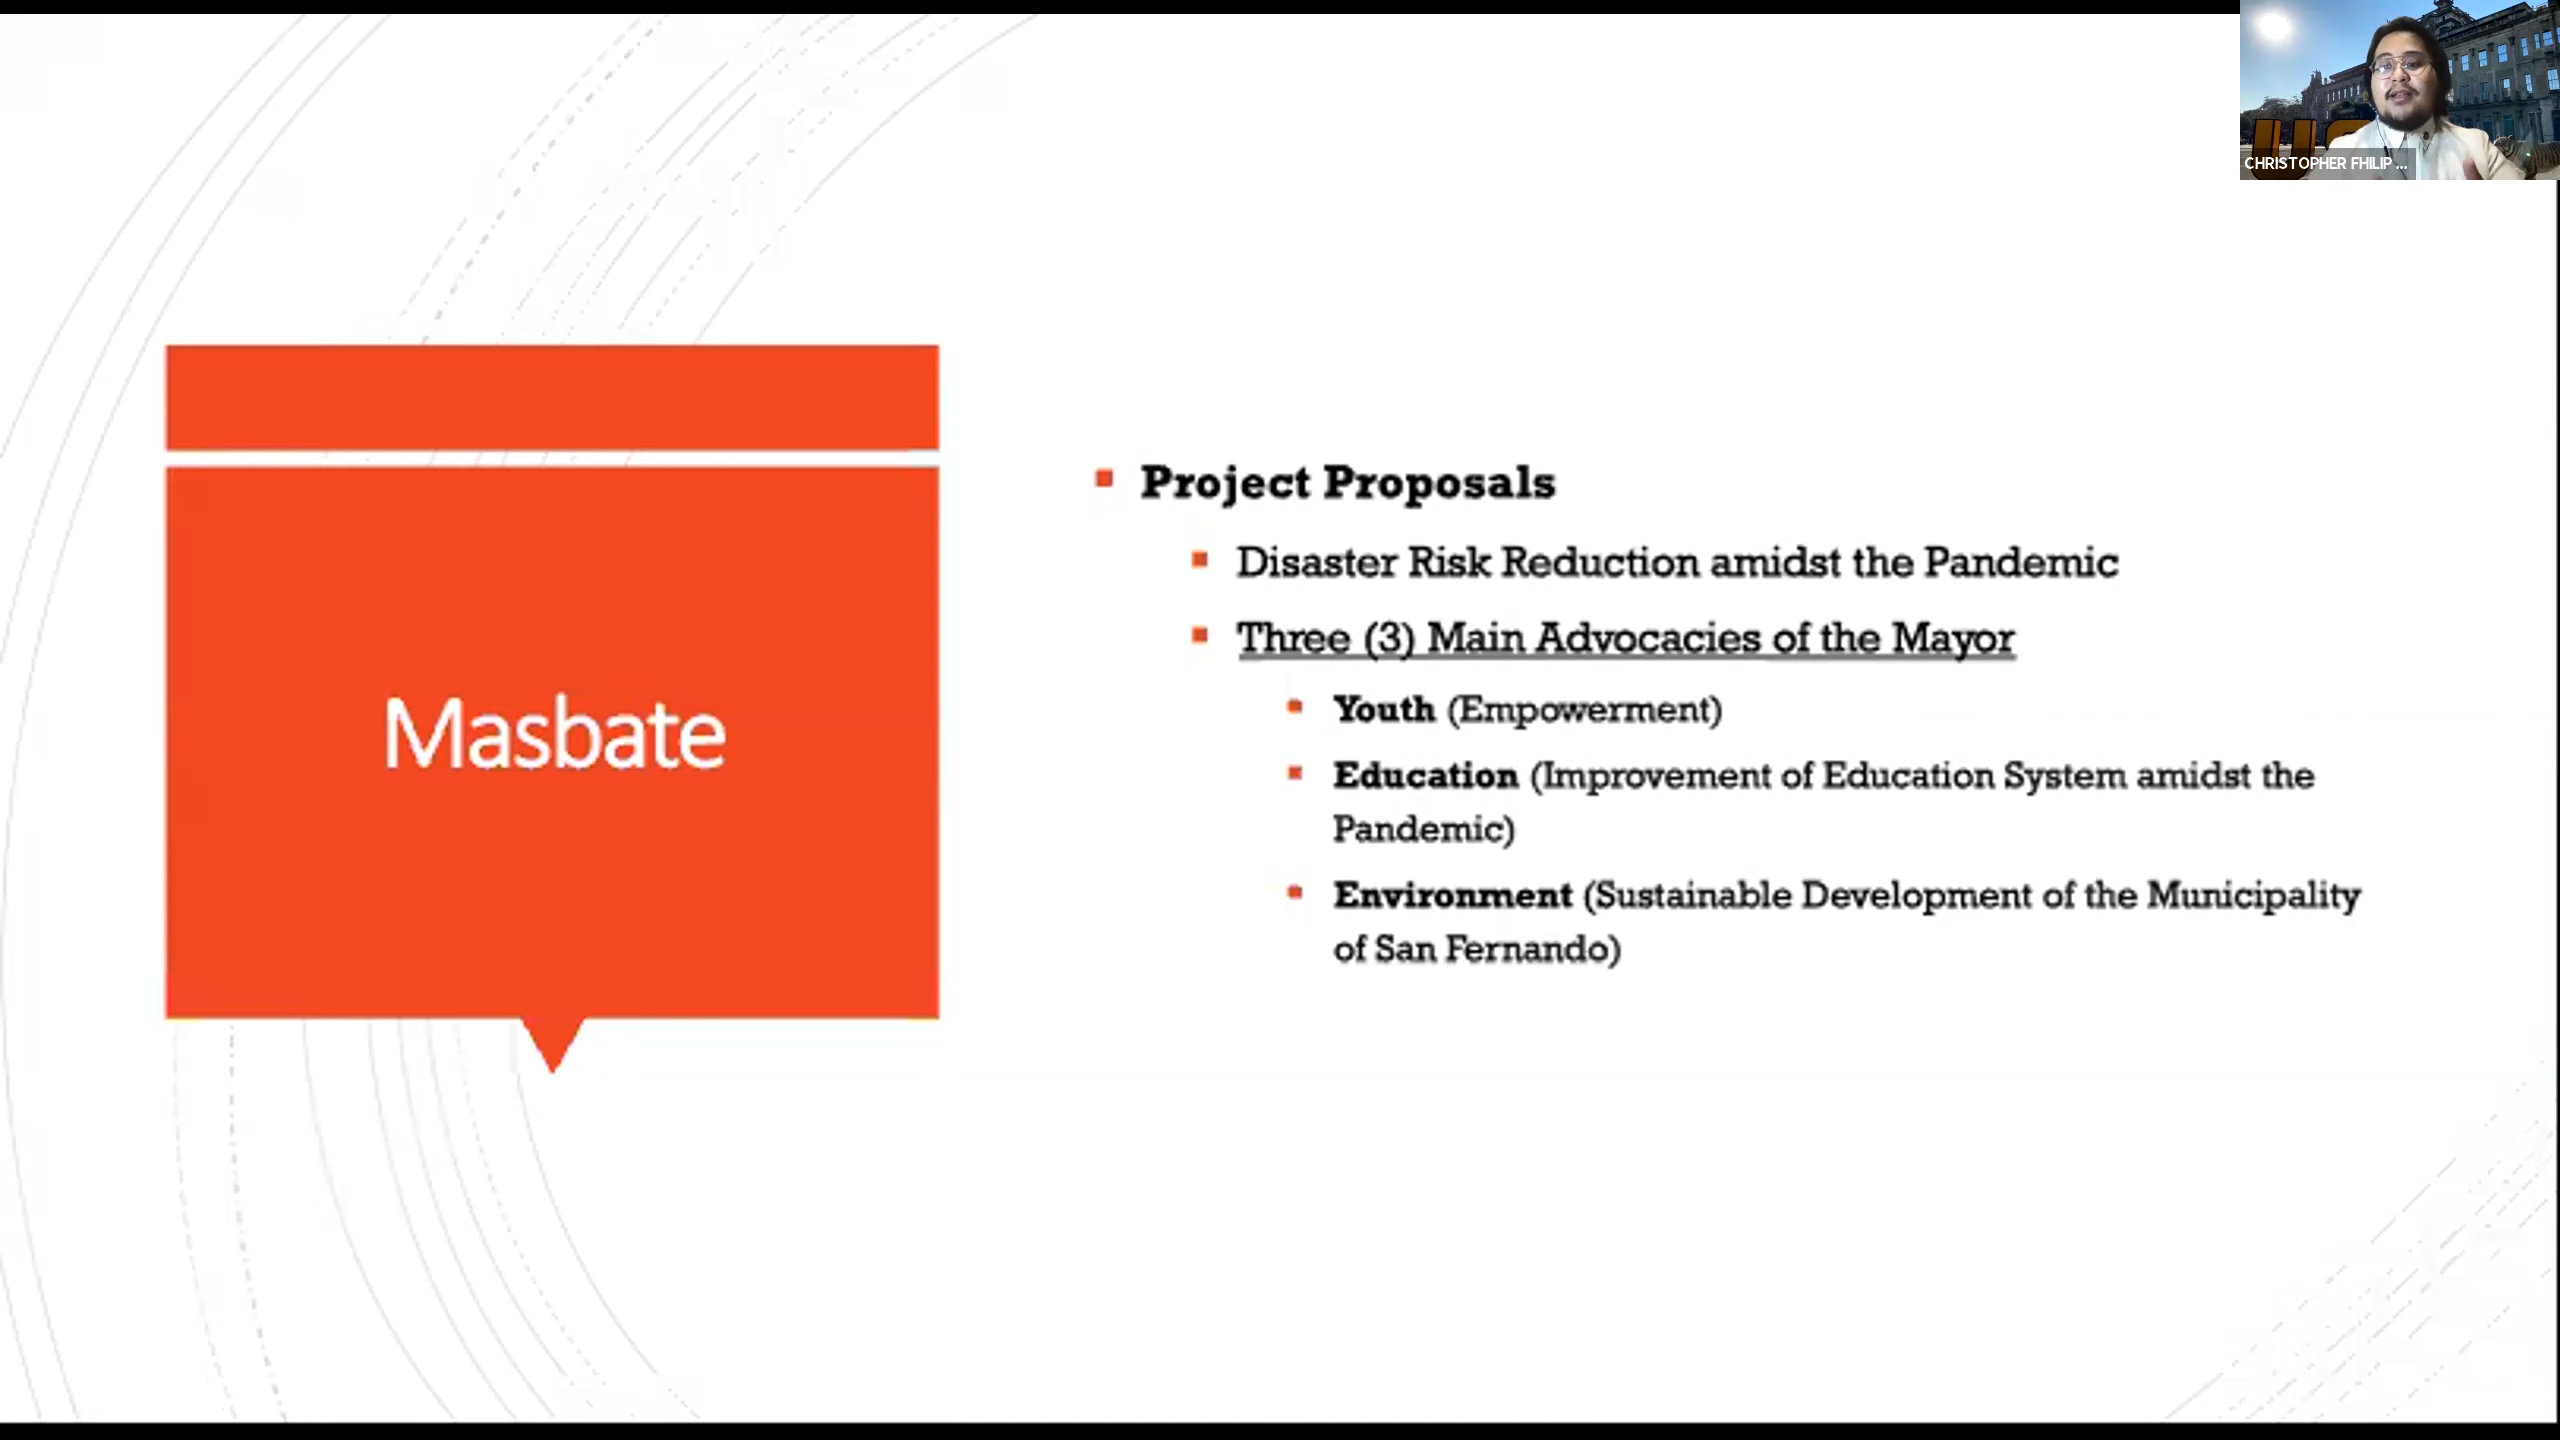 CHRISTOPHER FHILIP ...
Masbate
Project Proposals
Disaster Risk Reduction amidst the Pandemic
Three (3) Main Advocacies of the Mayor
Youth (Empowerment)
Education (Improvement of Education System amidst the
Pandemic)
Environment (Sustainable Development of the Municipality
of San Fernando)